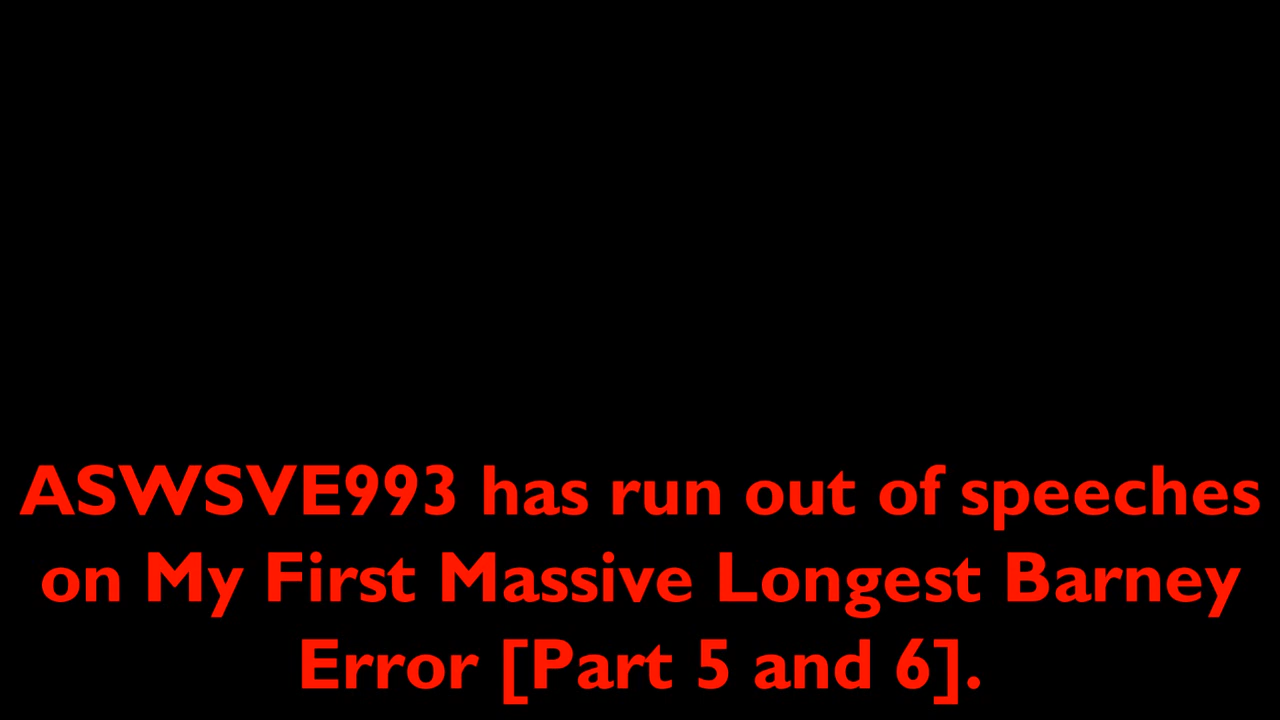 ASWSVE993 has run out of speeches
on My First Massive Longest Barney
Error [Part 5 and 6].